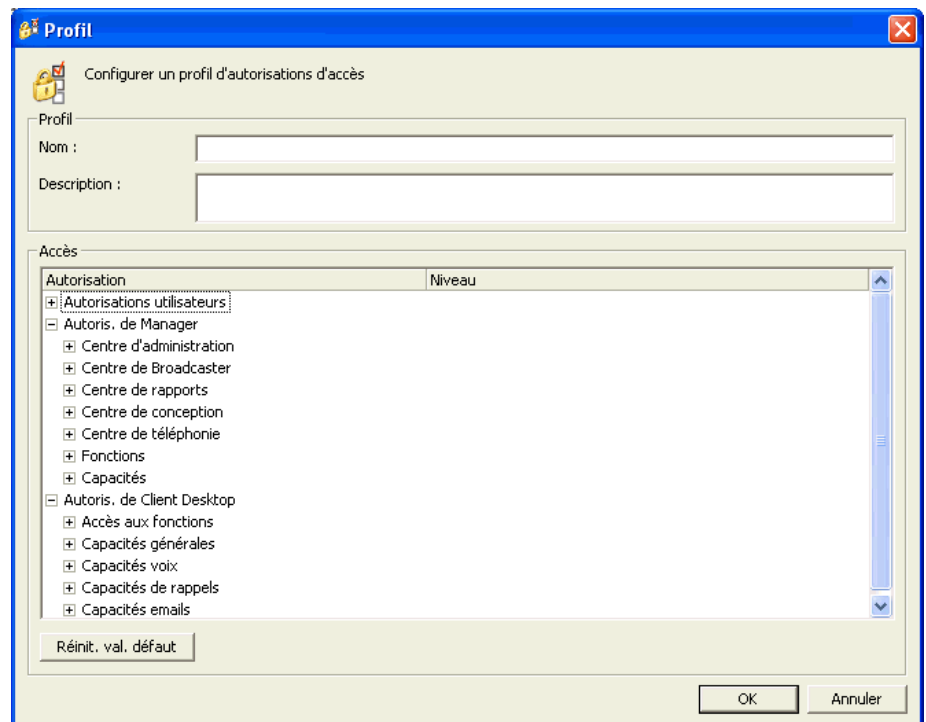 Profil
Configurer un profil d'autorisations d'accès
Profil
Nom :
Description :
Accès
Autorisation Niveau
Autorisations utilisateurs
Autoris. de Manager
Centre d'administration
Centre de Broadcaster
Centre de rapports
Centre de conception
Centre de téléphonie
Fonctions
Capacités
Autoris. de Client Desktop
Accès aux fonctions
Capacités générales
Capacités voix
Capacités de rappels
Capacités emails
Réinit. val. défaut
OK Annuler